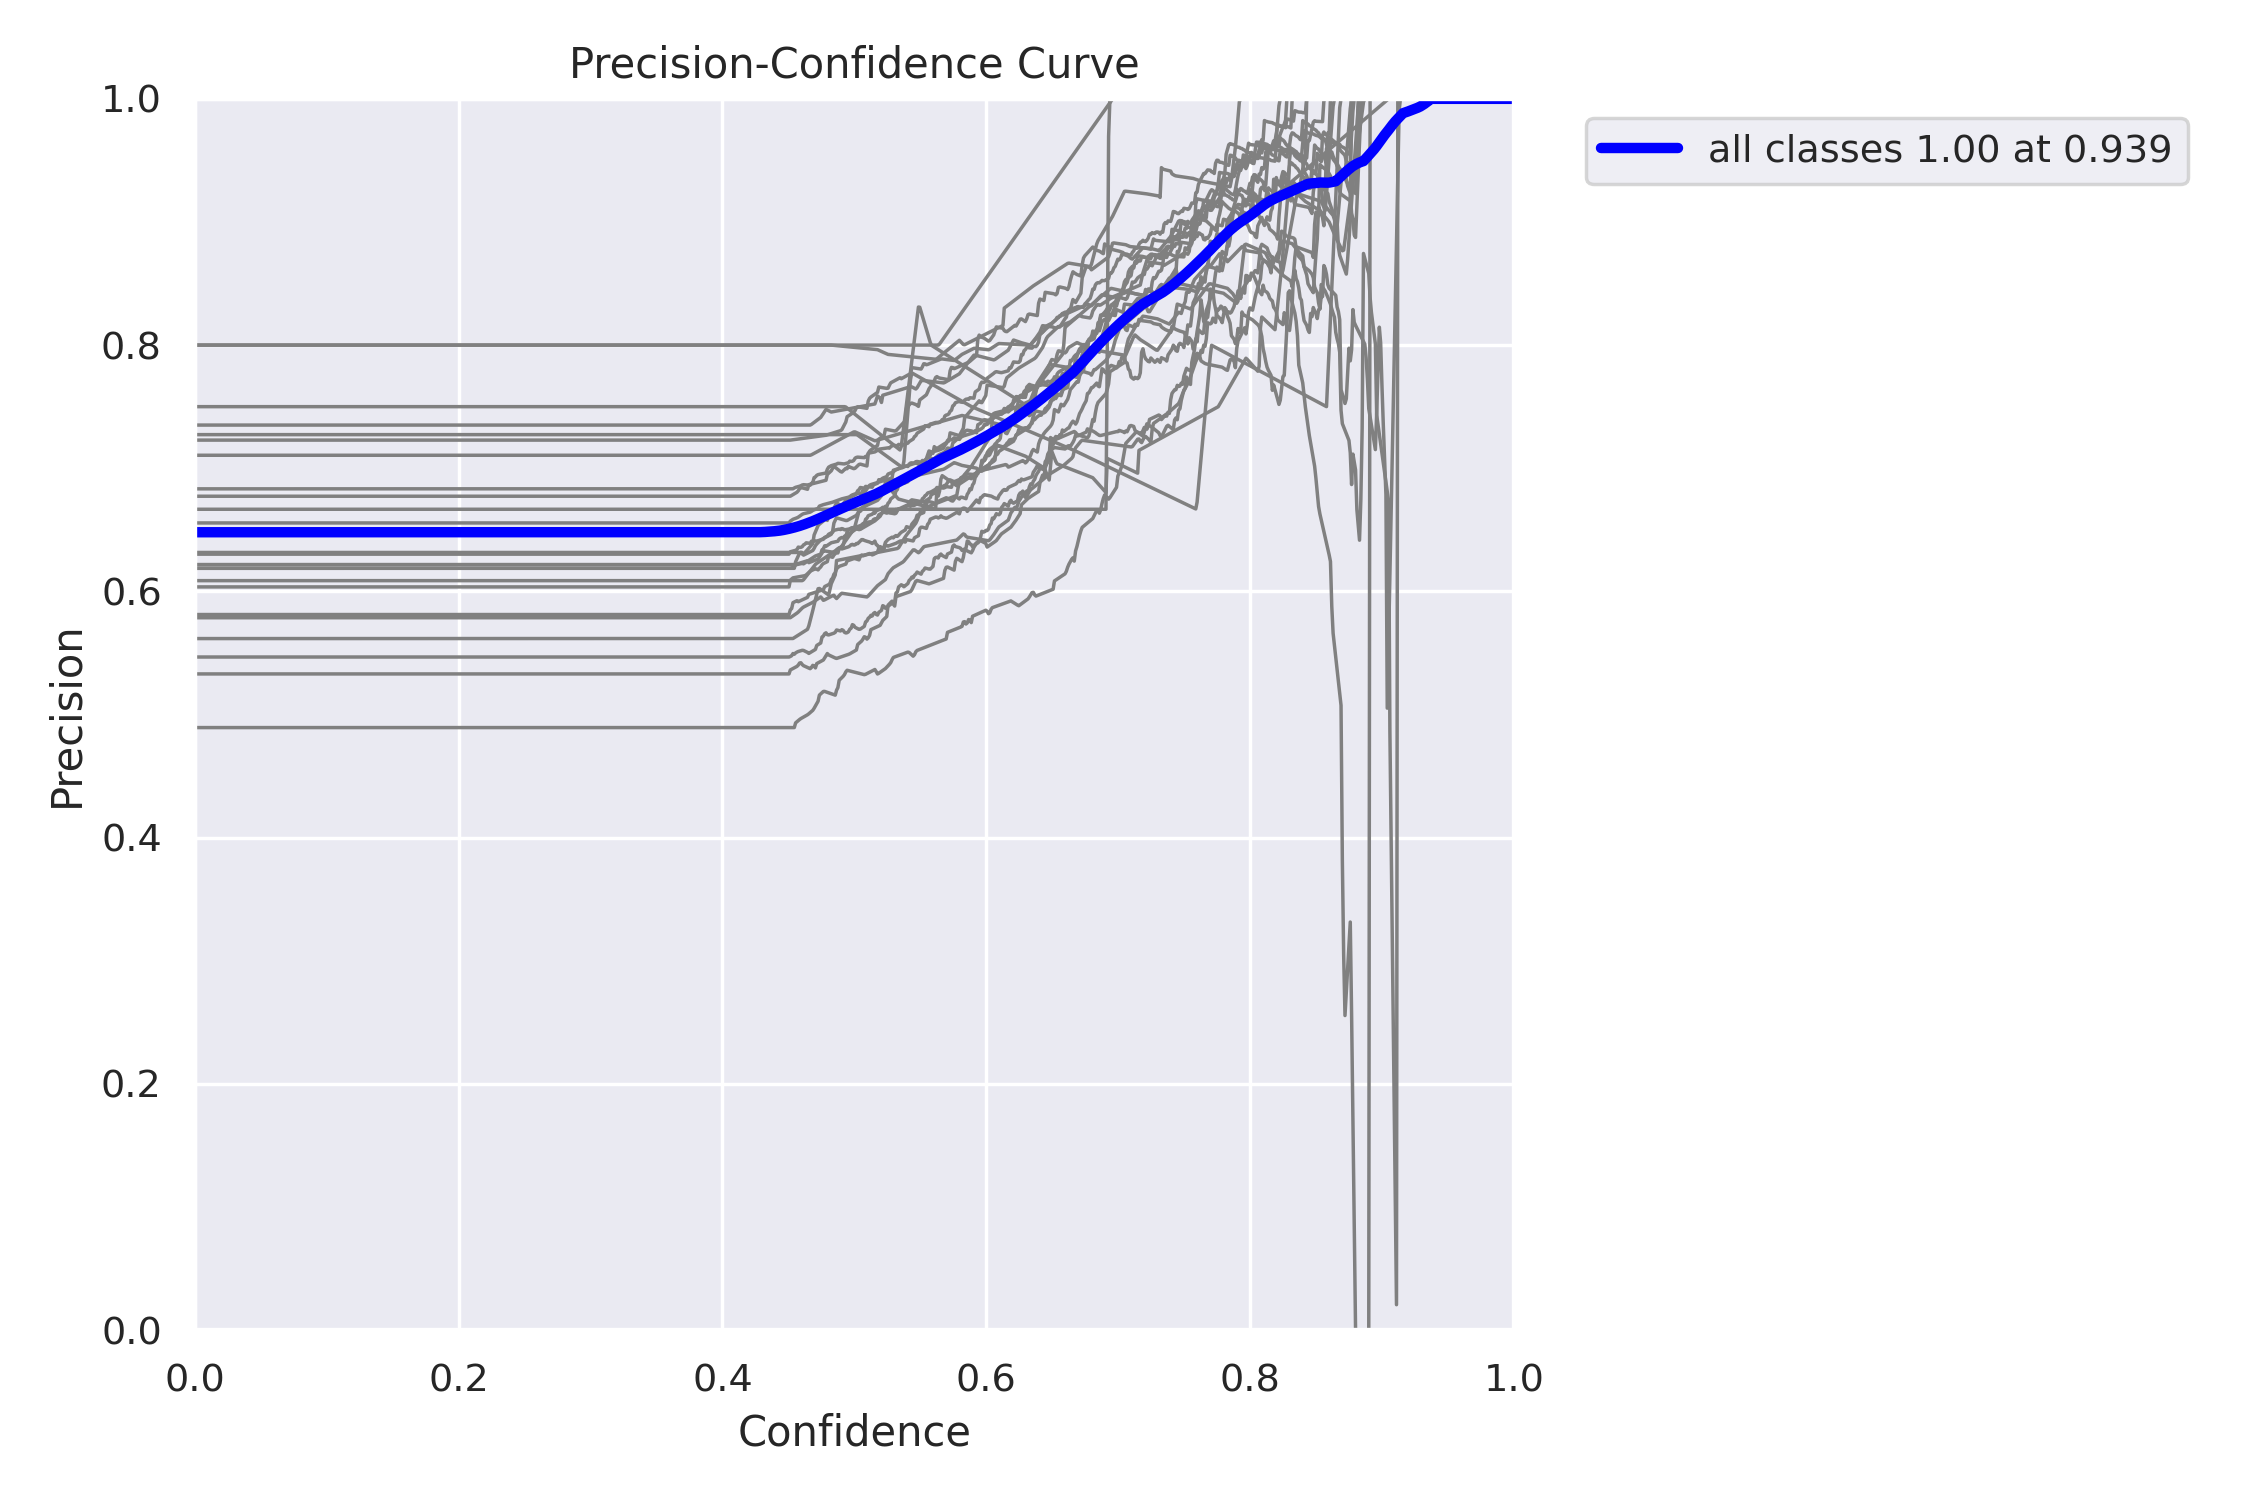 Precision-Confidence Curve
1.0
0.8
0.6
0.4
0.2
0.0
Precision
0.0 0.2 0.4 0.6 0.8 1.0
Confidence
all classes 1.00 at 0.939